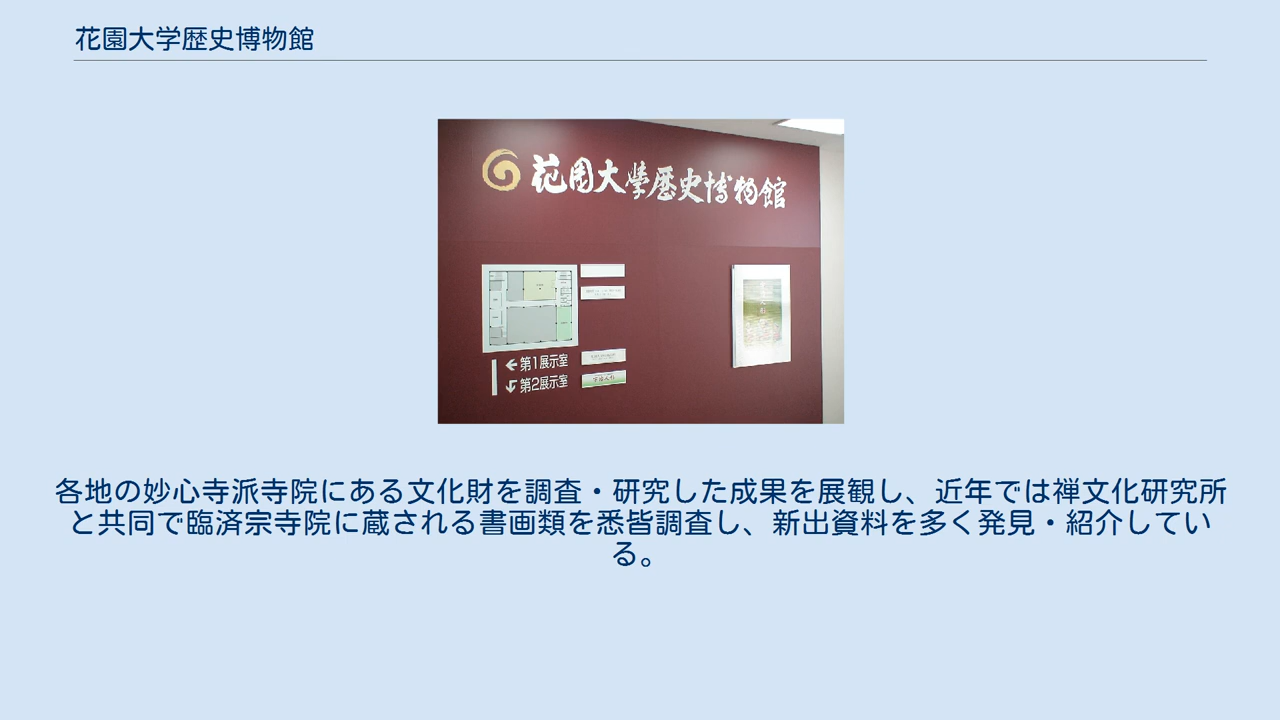 花園大学歴史博物館
花園大學歷史博物館
第1展示室
第2展示室
各地の妙心寺派寺院にある文化財を調査・研究した成果を展観し、近年では禅文化研究所
と共同で臨済宗寺院に蔵される書画類を悉皆調査し、新出資料を多く発見・紹介してい
る。